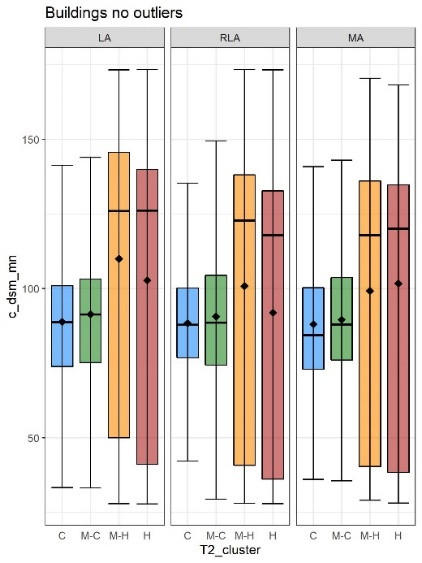 Buildings no outliers
LA RLA MA
150
100
50
c_dsm_mn
C M-C M-H H C M-C M-H H C M-C M-H H
T2_cluster